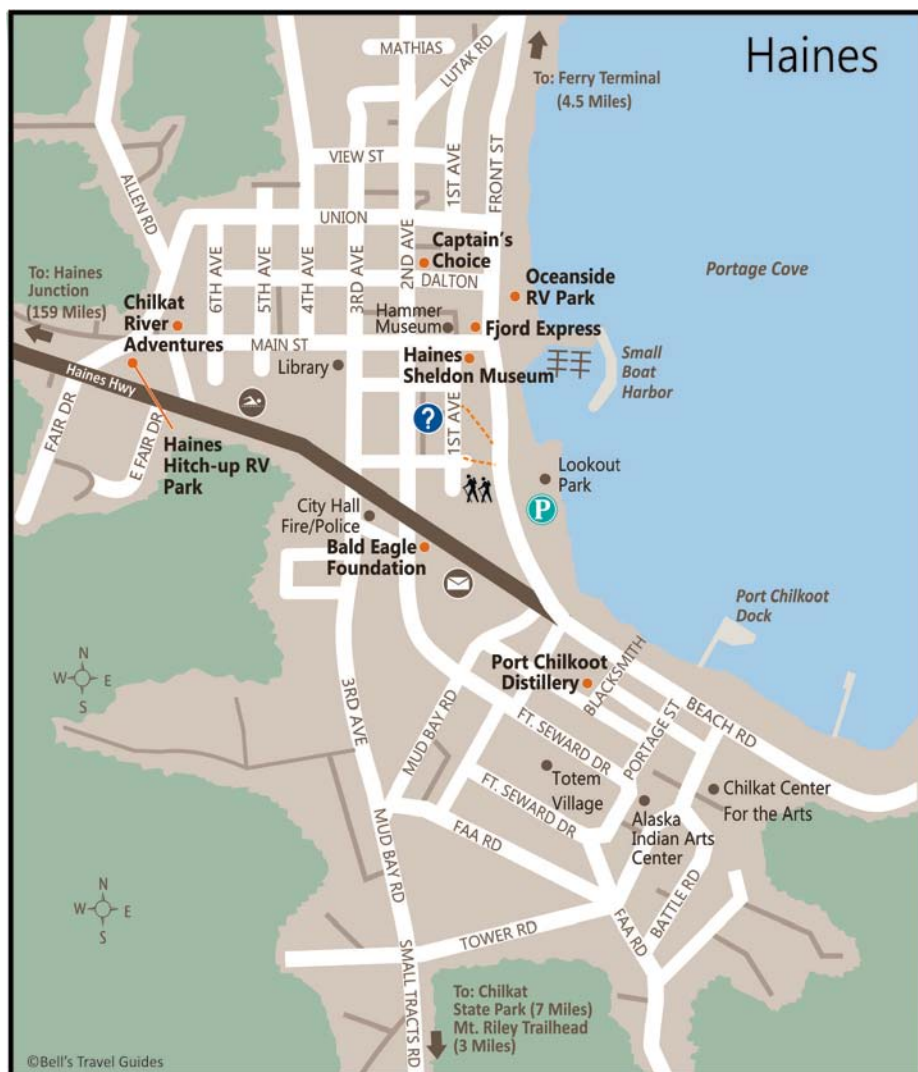 Haines
MATHIAS
LUTAK RD
To: Ferry Terminal
(4.5 Miles)
VIEW ST
1ST AVE
FRONT ST
ALLEN RD
UNION
6TH AVE
5TH AVE
4TH AVE
3RD AVE
2ND AVE
Captain's
Choice
DALTON
Oceanside
RV Park
Portage Cove
To: Haines
Junction
(159 Miles)
Chilkat
River
Adventures
Hammer
Museum
Fjord Express
MAIN ST
Library
Haines
Sheldon Museum
Small
Boat
Harbor
Haines Hwy
FAIR DR
E FAIR DR
?
1ST AVE
Haines
Hitch-up RV
Park
Lookout
Park
P
City Hall
Fire/Police
Bald Eagle
Foundation
Port Chilkoot
Dock
N
W
E
S
3RD AVE
MUD BAY RD
Port Chilkoot
Distillery
BLACKSMITH
BEACH RD
FT. SEWARD DR
PORTAGE ST
Totem
Village
FT. SEWARD DR
Chilkat Center
For the Arts
Alaska
Indian Arts
Center
MUD BAY RD
FAA RD
BATTLE RD
FAA RD
N
W
E
S
TOWER RD
SMALL TRACTS RD
To: Chilkat
State Park (7 Miles)
Mt. Riley Trailhead
(3 Miles)
©Bell's Travel Guides